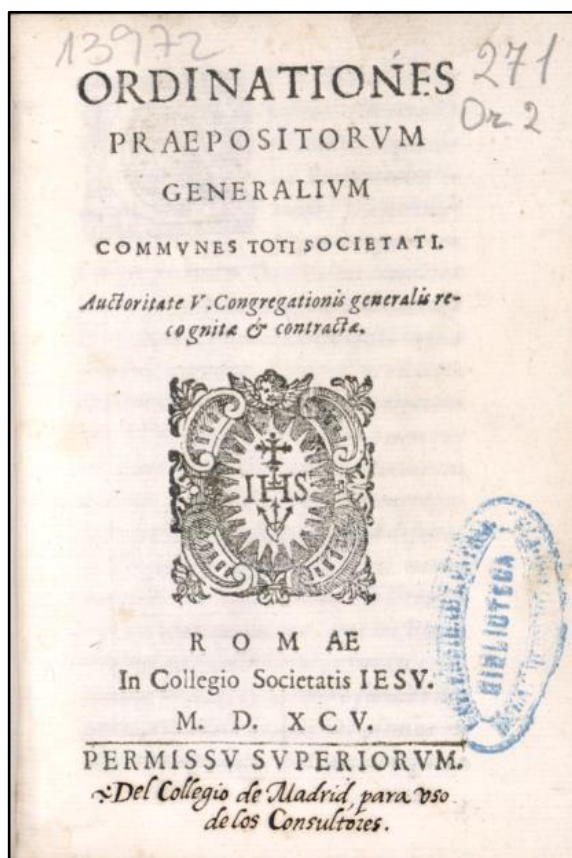 13972
271
Or 2
ORDINATIONES
PRAEPOSITORVM
GENERALIVM
COMMVNES TOTI SOCIETATI.
Auctoritate V. Congregationis generalis re-
cognitæ & contractæ.
IHS
ROMAE
In Collegio Societatis IESV.
M. D. XCV.
PERMISSV SVPERIORVM.
Del Collegio de Madrid, para vso
de los Consultores.
BIBLIOTECA